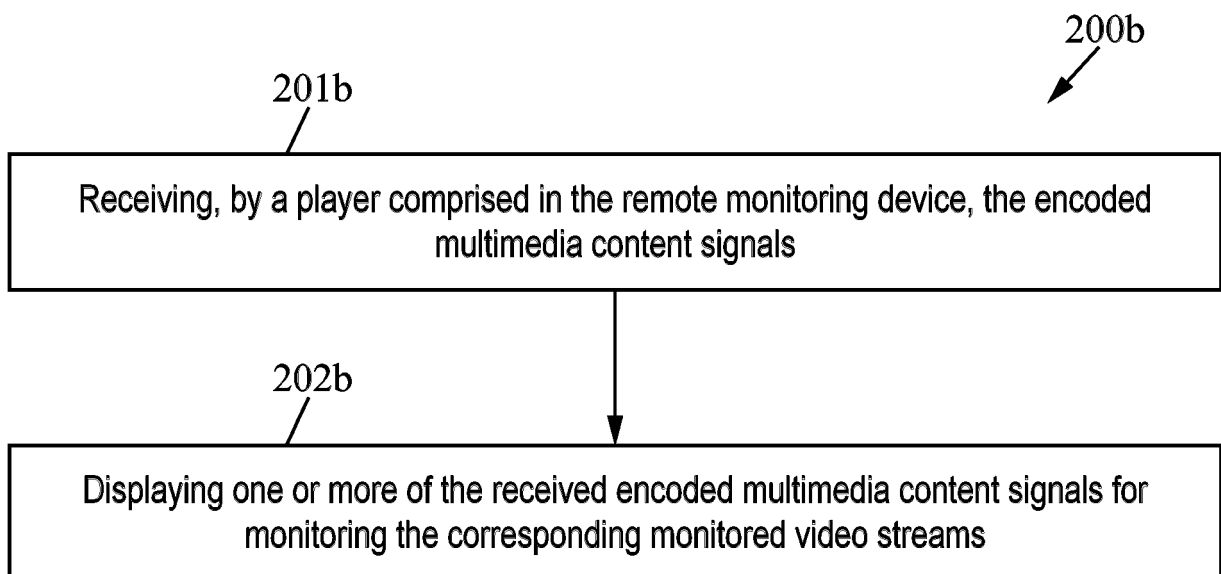 200b
201b
Receiving, by a player comprised in the remote monitoring device, the encoded
multimedia content signals
202b
Displaying one or more of the received encoded multimedia content signals for
monitoring the corresponding monitored video streams